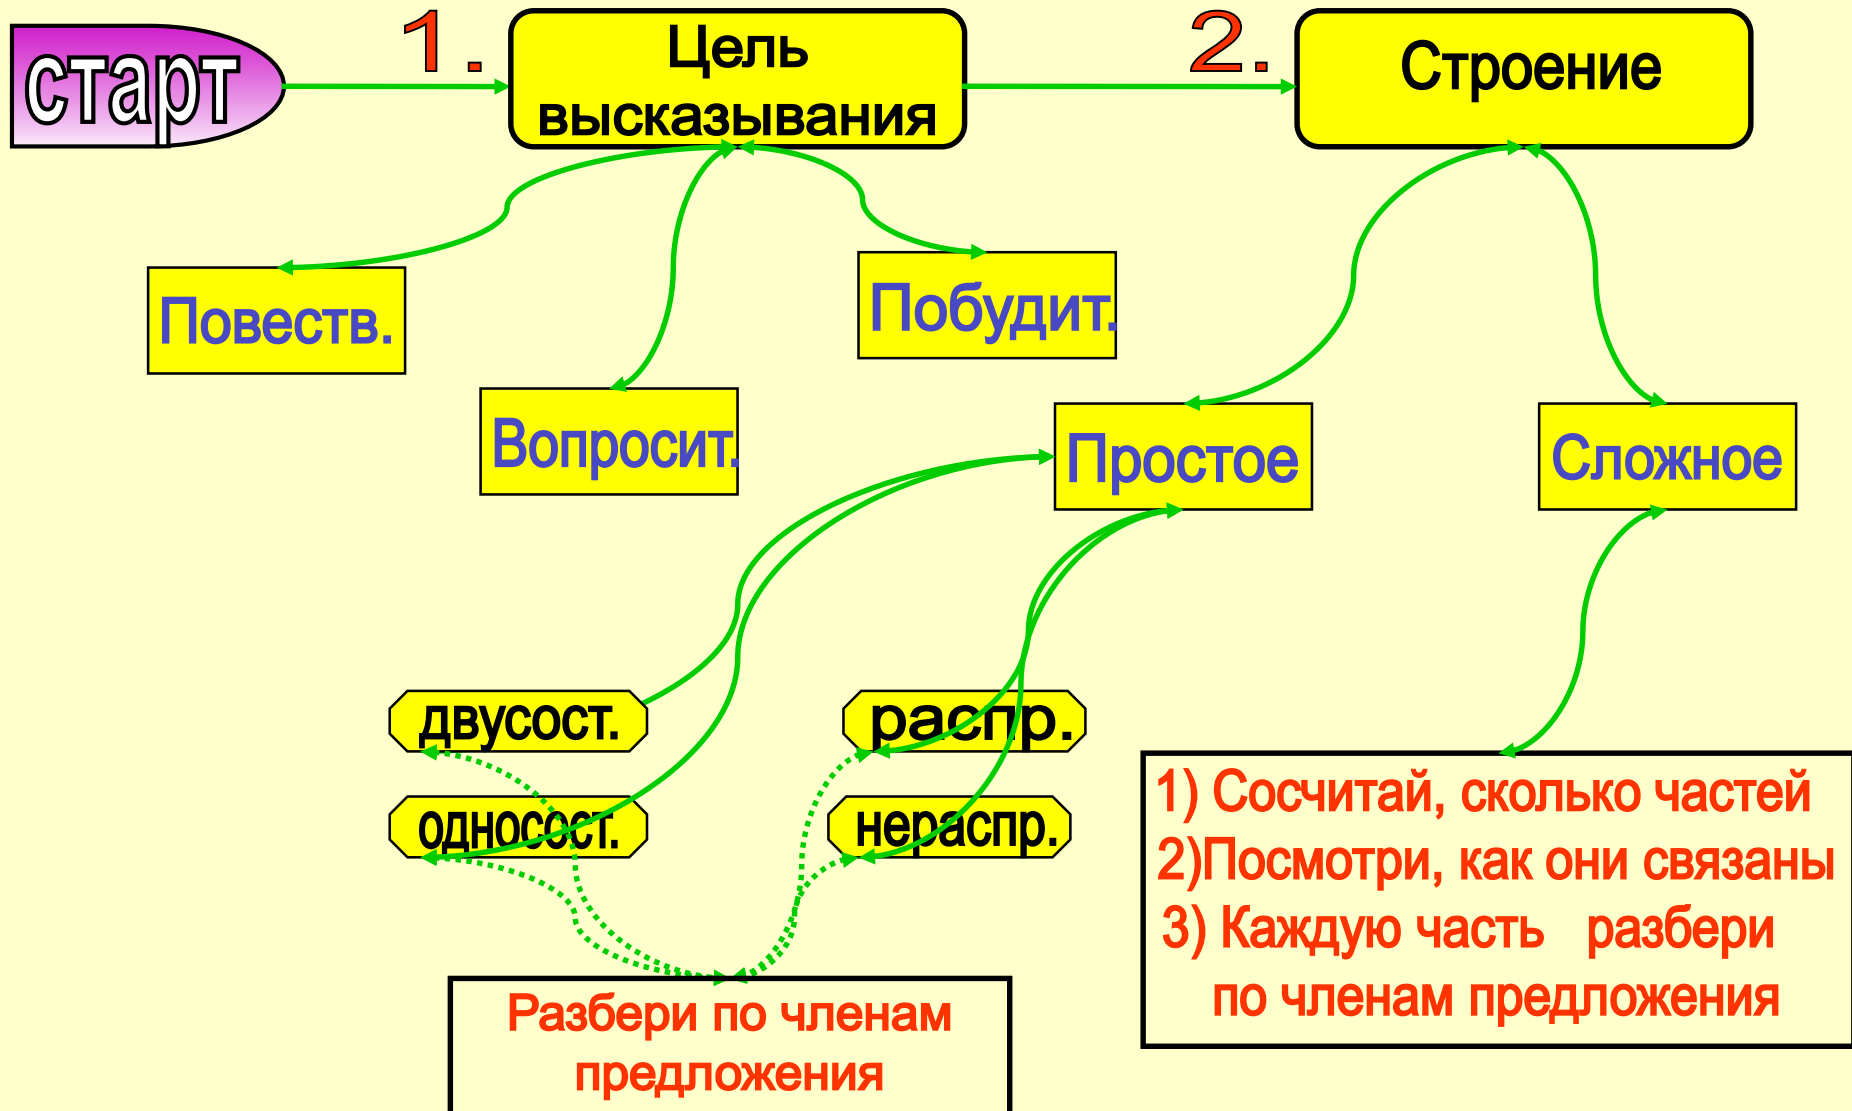 старт
1.
Цель
высказывания
2.
Строение
Повеств.
Вопросит.
Побудит.
Простое
Сложное
двусост.
односост.
распр.
нераспр.
Разбери по членам
предложения
1) Сосчитай, сколько частей
2)Посмотри, как они связаны
3) Каждую часть разбери
по членам предложения